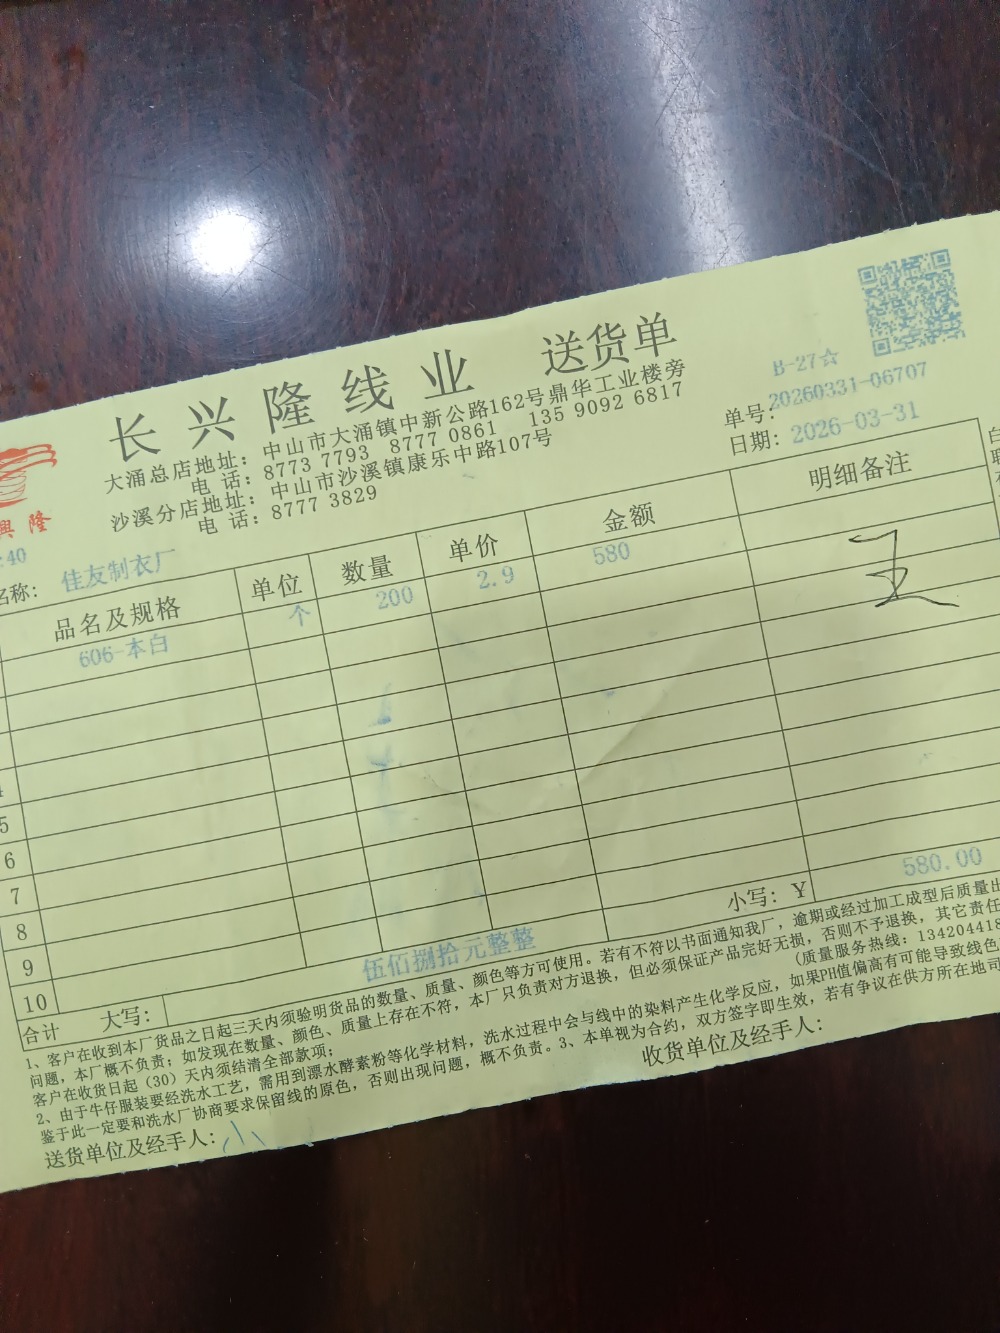 长兴隆线业 送货单
大涌总店地址：中山市大涌镇中新公路162号鼎华工业楼旁
电 话：8773 7793 8777 0861 135 9092 6817
沙溪分店地址：中山市沙溪镇康乐中路107号
电 话：8777 3829
B-27☆
单号：20260331-06707
日期：2026-03-31
興隆
:40
名称：佳友制衣厂
品名及规格 单位 数量 单价 金额 明细备注
606-本白 个 200 2.9 580
5
6
7
8
9
10
合计 大写：伍佰捌拾元整整 小写：¥ 580.00
1、客户在收到本厂货品之日起三天内须验明货品的数量、质量、颜色等方可使用。若有不符以书面通知我厂，逾期或经过加工成型后质量出
问题，本厂概不负责；如发现在数量、颜色、质量上存在不符，本厂只负责对方退换，但必须保证产品完好无损，否则不予退换，其它责任
客户在收货日起（30）天内须结清全部款项； （质量服务热线：134204418
2、由于牛仔服装要经洗水工艺，需用到漂水酵素粉等化学材料，洗水过程中会与线中的染料产生化学反应，如果PH值偏高有可能导致线色
鉴于此一定要和洗水厂协商要求保留线的原色，否则出现问题，概不负责。3、本单视为合约，双方签字即生效，若有争议在供方所在地司
送货单位及经手人： 收货单位及经手人：